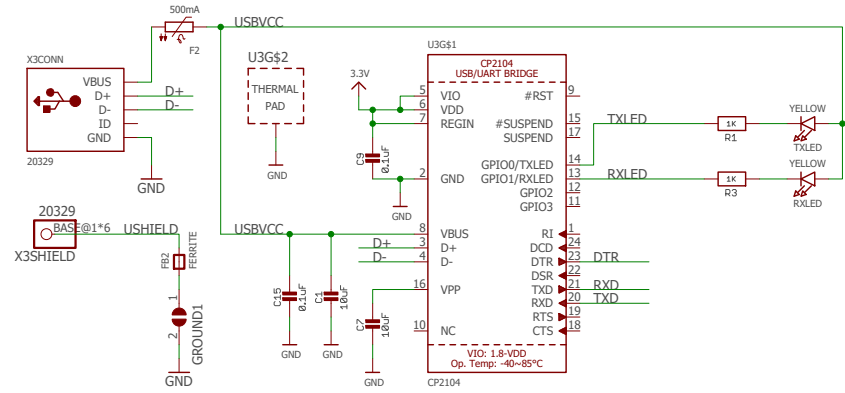 500mA
USBVCC
F2
X3CONN
VBUS
D+
D-
ID
GND
D+
D-
20329
GND
U3G$2
THERMAL
PAD
GND
3.3V
C9
0.1uF
GND
U3G$1
CP2104
USB/UART BRIDGE
5 VIO
6 VDD
7 REGIN
2 GND
8 VBUS
3 D+
4 D-
16 VPP
10 NC
#RST 9
#SUSPEND 15
SUSPEND 17
GPIO0/TXLED 14
GPIO1/RXLED 13
GPIO2 12
GPIO3 11
RI 1
DCD 24
DTR 23
DSR 22
TXD 21
RXD 20
RTS 19
CTS 18
VIO: 1.8-VDD
Op. Temp: -40~85°C
CP2104
TXLED
1K
R1
YELLOW
TXLED
RXLED
1K
R3
YELLOW
RXLED
DTR
RXD
TXD
20329
BASE@1*6
USHIELD
X3SHIELD
FB2
FERRITE
1
2
GROUND1
GND
USBVCC
D+
D-
C15
0.1uF
GND
C1
10uF
GND
C7
10uF
GND